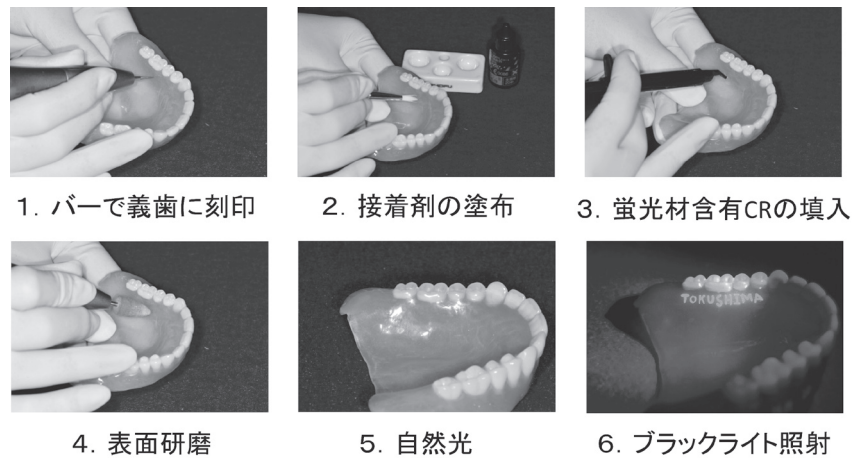 1. バーで義歯に刻印
2. 接着剤の塗布
3. 蛍光材含有CRの填入
4. 表面研磨
5. 自然光
TOKUSHIMA
6. ブラックライト照射